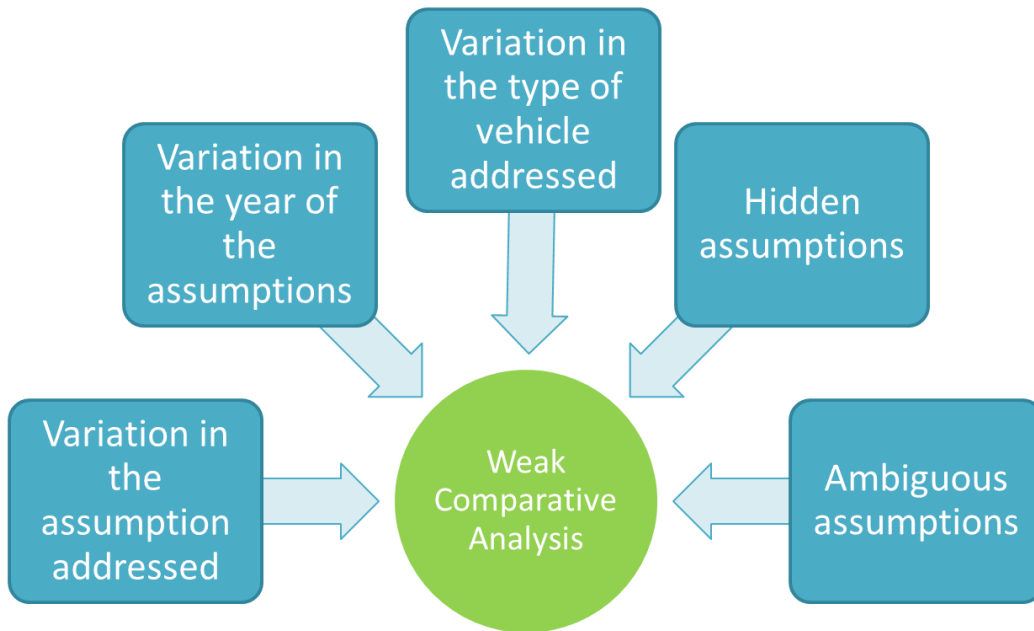 Variation in
the type of
vehicle
addressed
Variation in
the year of
the
assumptions
Hidden
assumptions
Variation in
the
assumption
addressed
Weak
Comparative
Analysis
Ambiguous
assumptions